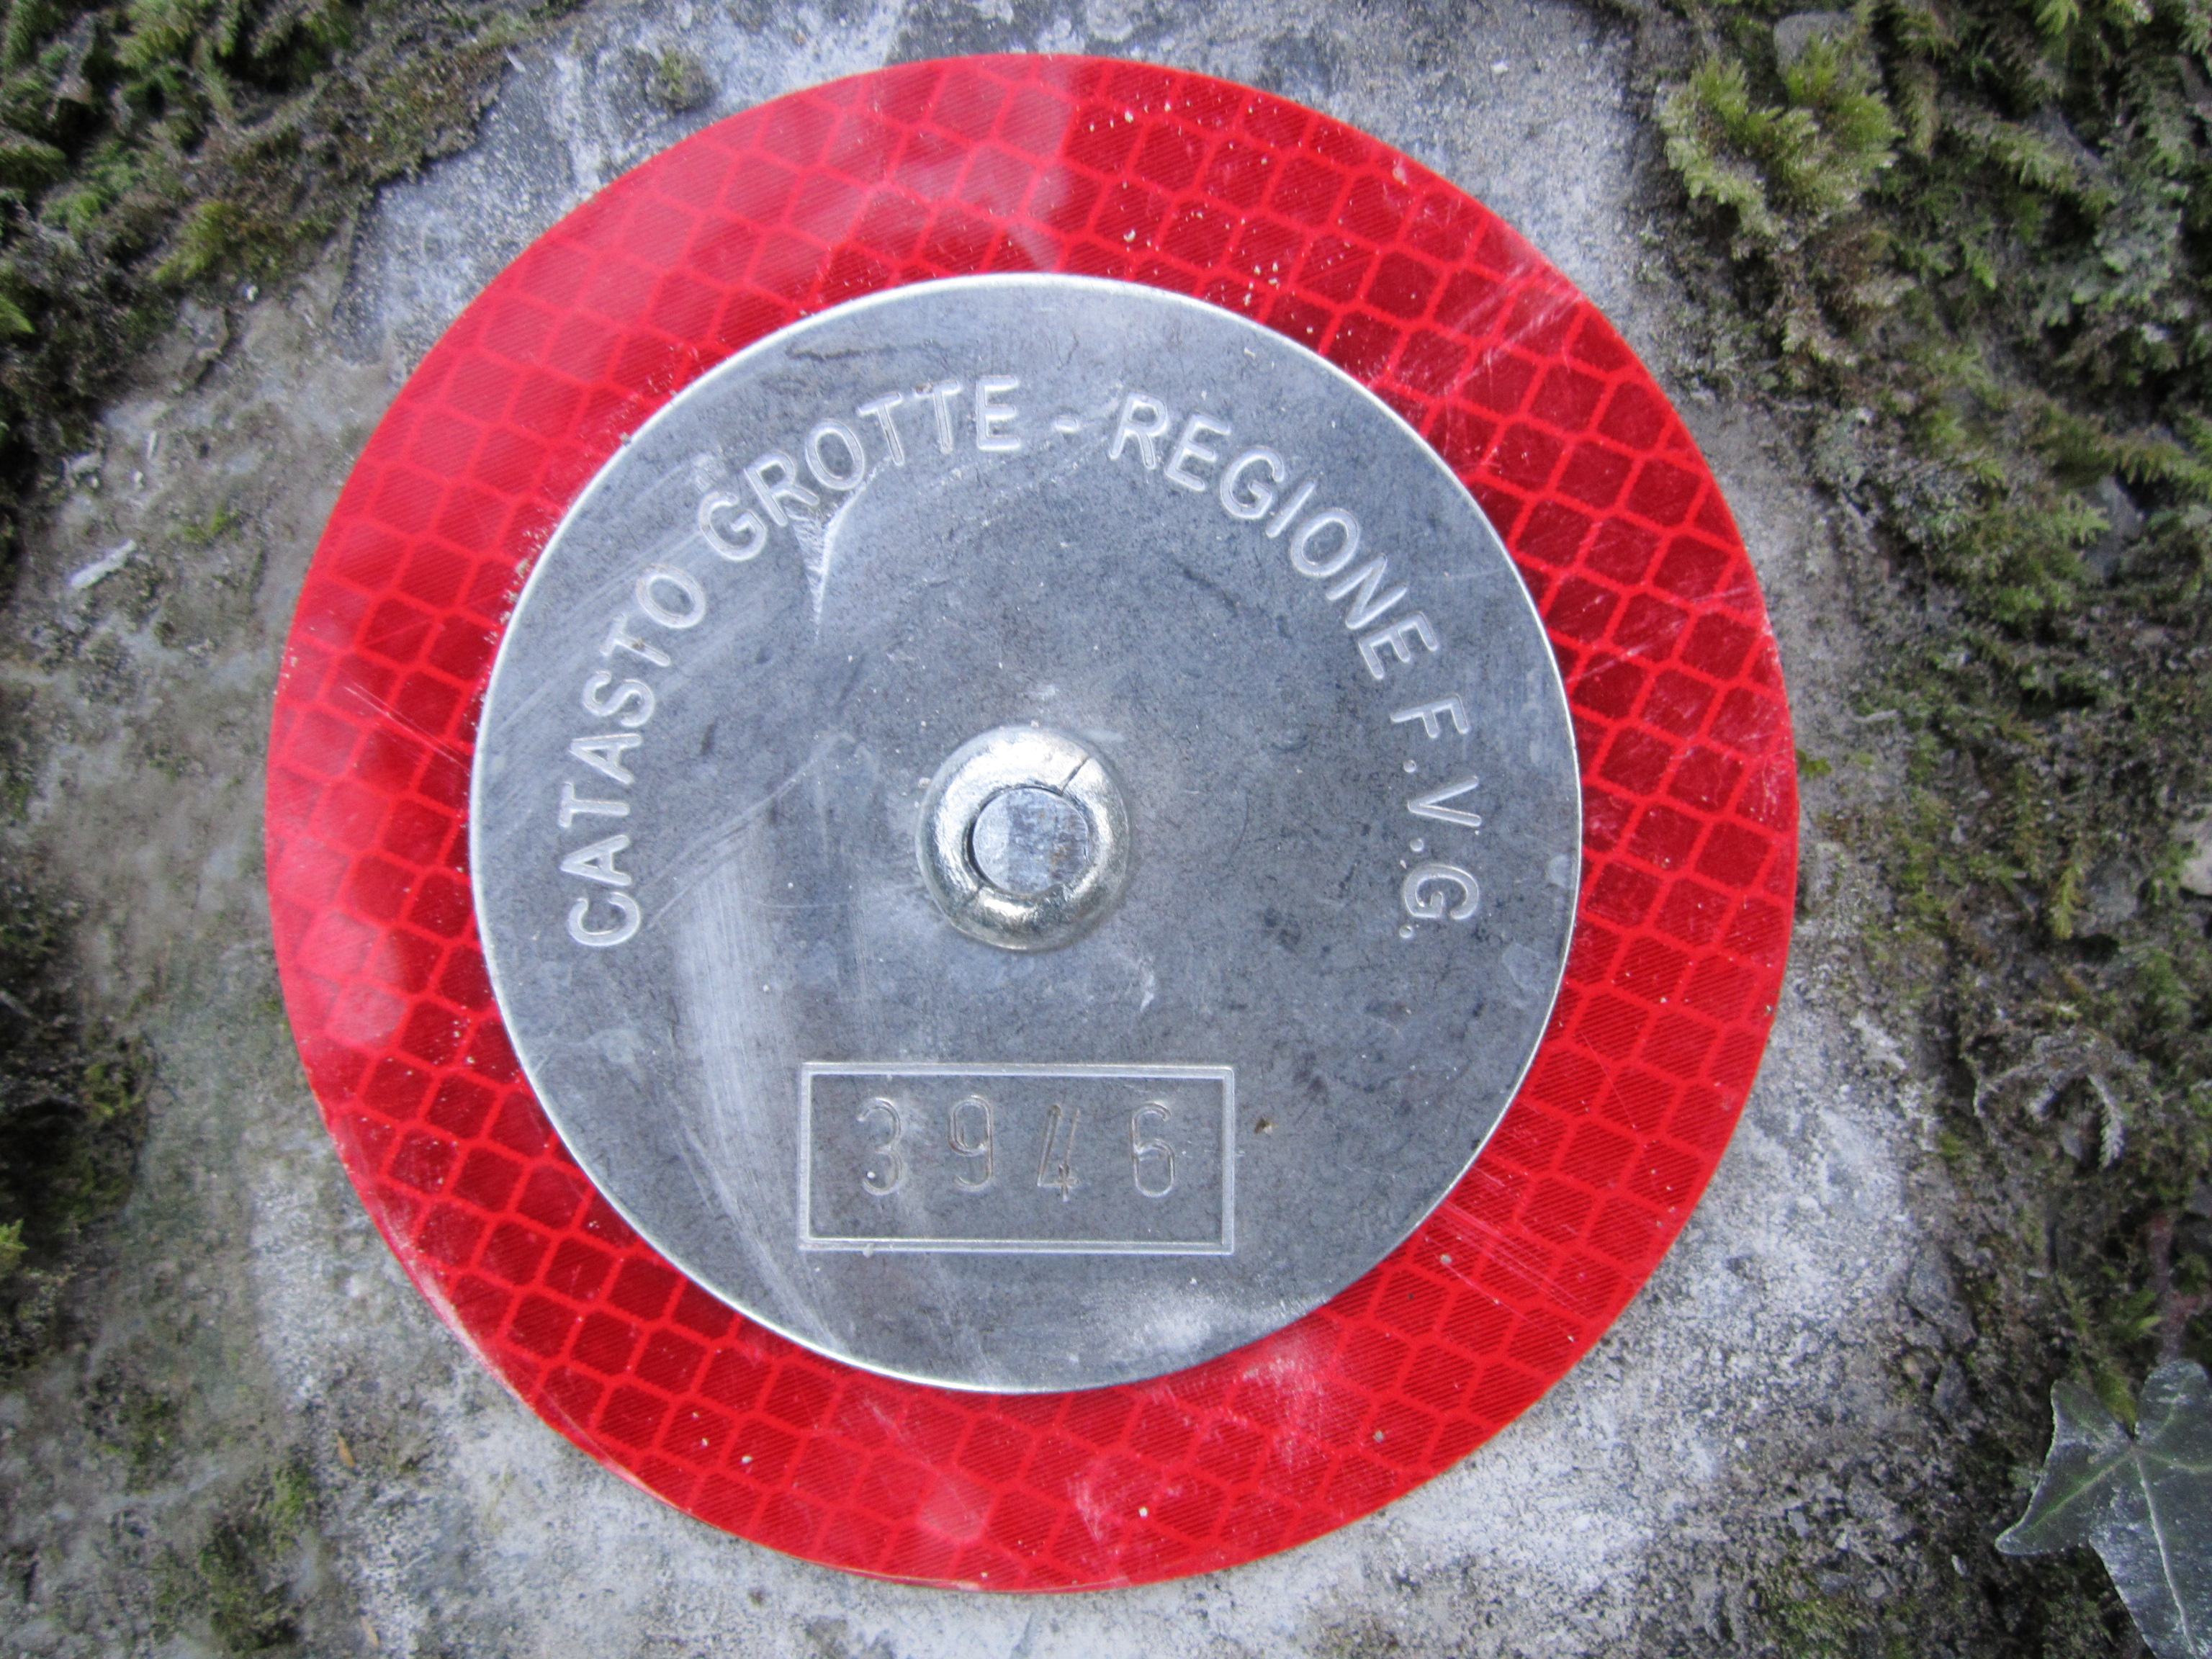 CATASTO GROTTE - REGIONE F.V.G.
3946